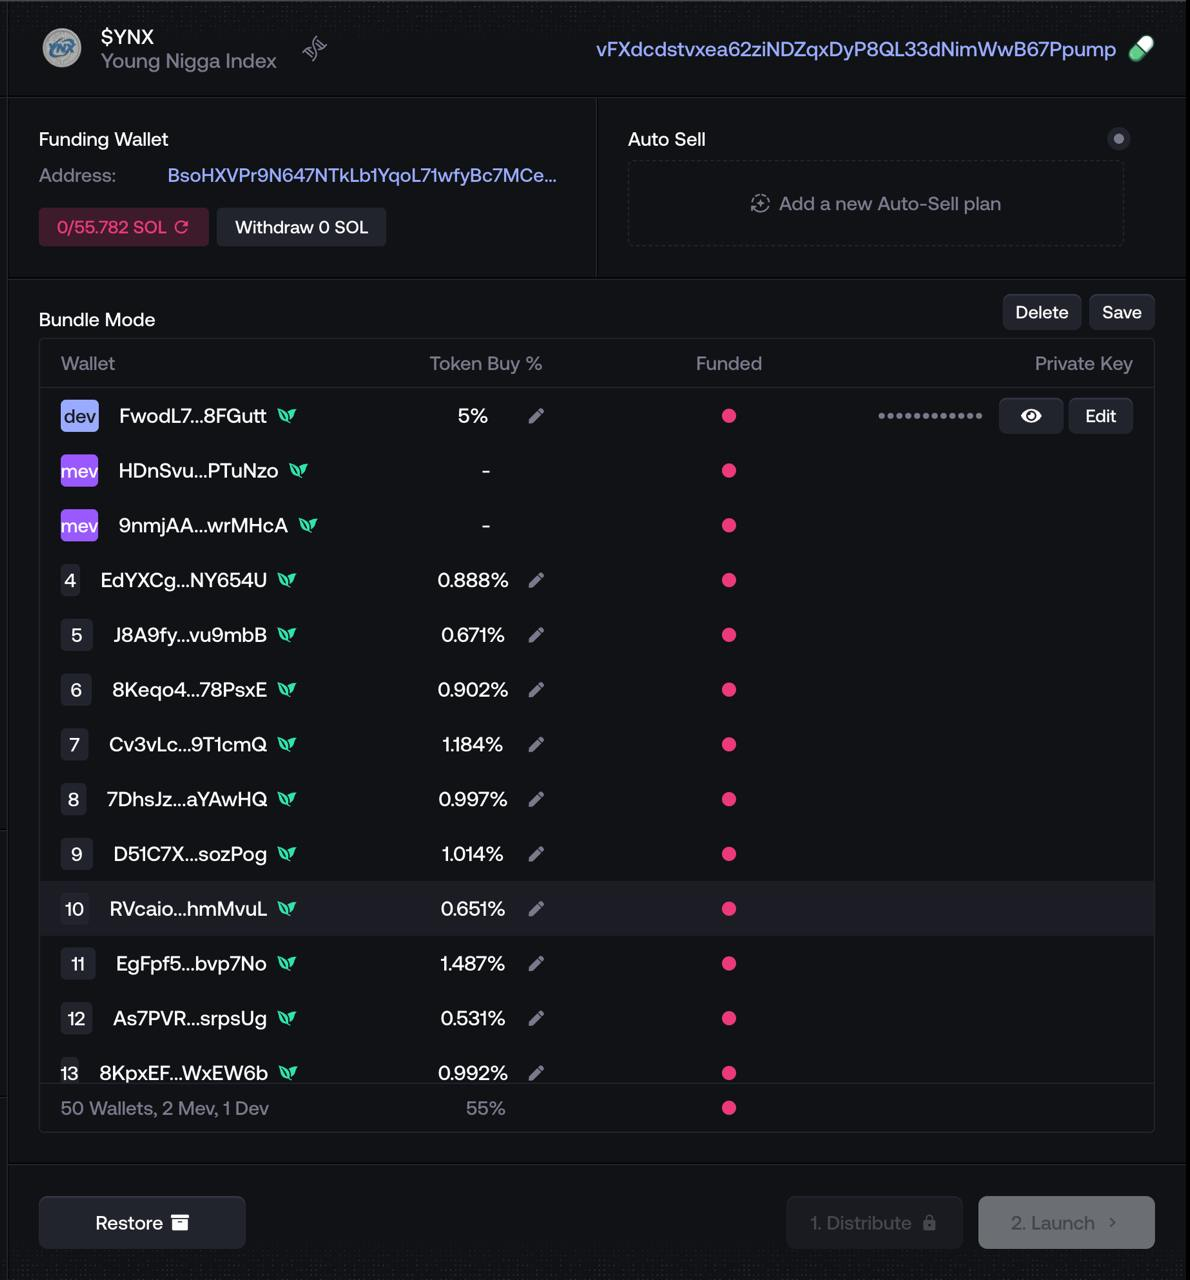 $YNX
Young Nigga Index
vFXdcdstvxea62ziNDZqxDyP8QL33dNimWwB67Ppump
Funding Wallet
Address: BsoHXVPr9N647NTkLb1YqoL71wfyBc7MCe...
0/55.782 SOL
Withdraw 0 SOL
Auto Sell
Add a new Auto-Sell plan
Bundle Mode
Delete Save
Wallet Token Buy % Funded Private Key
dev FwodL7...8FGutt 5% •••••••••••• Edit
mev HDnSvu...PTuNzo -
mev 9nmjAA...wrMHcA -
4 EdYXCg...NY654U 0.888%
5 J8A9fy...vu9mbB 0.671%
6 8Keqo4...78PsxE 0.902%
7 Cv3vLc...9T1cmQ 1.184%
8 7DhsJz...aYAwHQ 0.997%
9 D51C7X...sozPog 1.014%
10 RVcaio...hmMvuL 0.651%
11 EgFpf5...bvp7No 1.487%
12 As7PVR...srpsUg 0.531%
13 8KpxEF...WxEW6b 0.992%
50 Wallets, 2 Mev, 1 Dev 55%
Restore
1. Distribute
2. Launch >